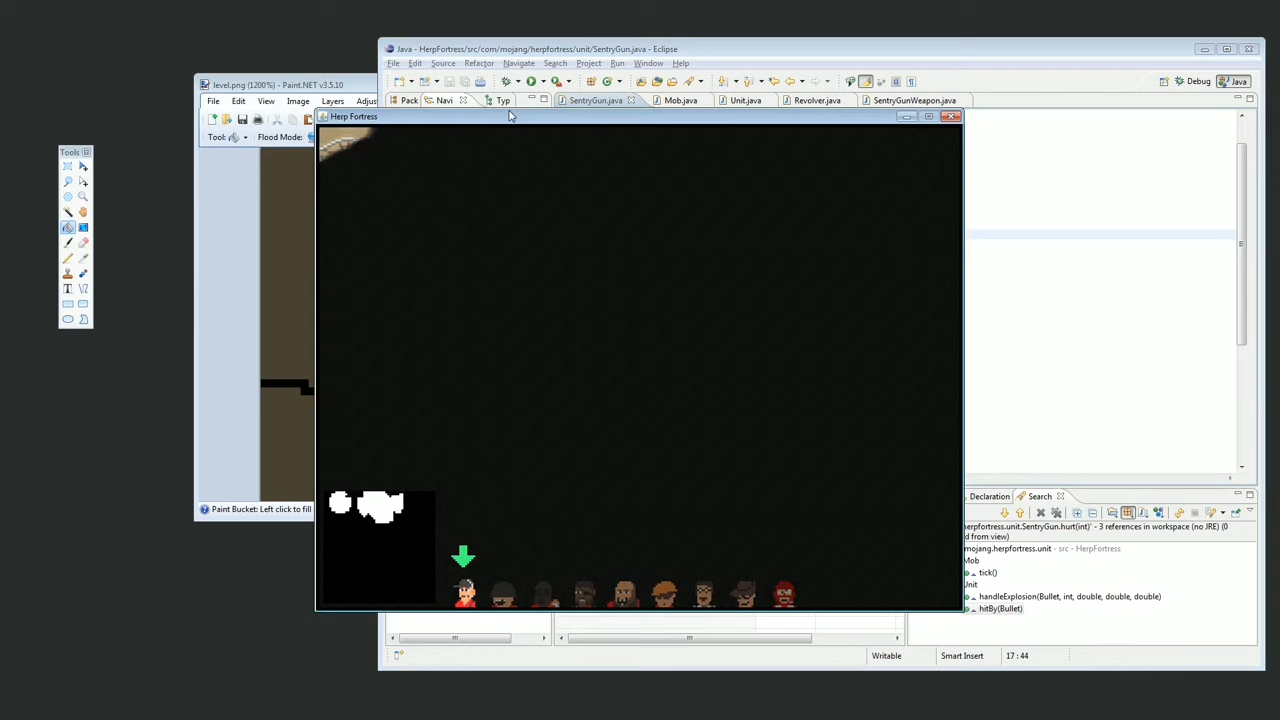 Java - HerpFortress/src/com/mojang/herpfortress/unit/SentryGun.java - Eclipse
File Edit Source Refactor Navigate Search Project Run Window Help
Debug Java
level.png (1200%) - Paint.NET v3.5.10
File Edit View Image Layers Adjus
Pack Navi Typ
SentryGun.java Mob.java Unit.java Revolver.java SentryGunWeapon.java
Herp Fortress
Tool: Flood Mode:
Tools
T
Declaration Search
herpfortress.unit.SentryGun.hurt(int)' - 3 references in workspace (no JRE) (0
d from view)
mojang.herpfortress.unit - src - HerpFortress
Mob
tick()
Unit
handleExplosion(Bullet, int, double, double, double)
hitBy(Bullet)
Paint Bucket: Left click to fill
Writable Smart Insert 17 : 44